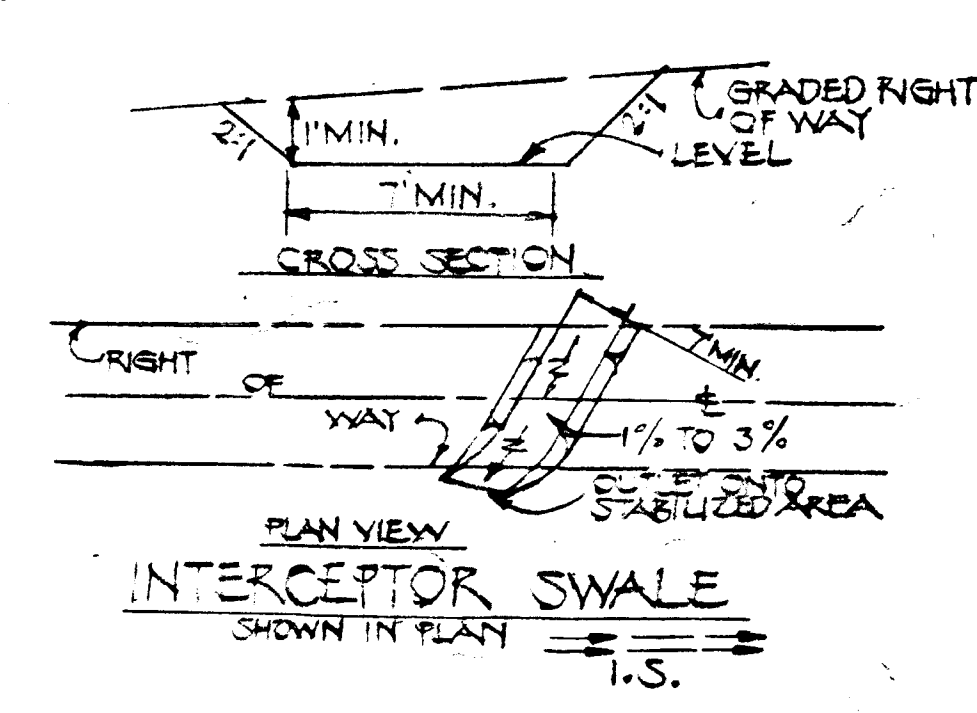 GRADED RIGHT
OF WAY
2:1
1' MIN.
2:1
LEVEL
7' MIN.
CROSS SECTION
RIGHT
7' MIN.
OF
℄
WAY
1% TO 3%
OUTLET ONTO
STABILIZED AREA
PLAN VIEW
INTERCEPTOR SWALE
SHOWN IN PLAN
I.S.